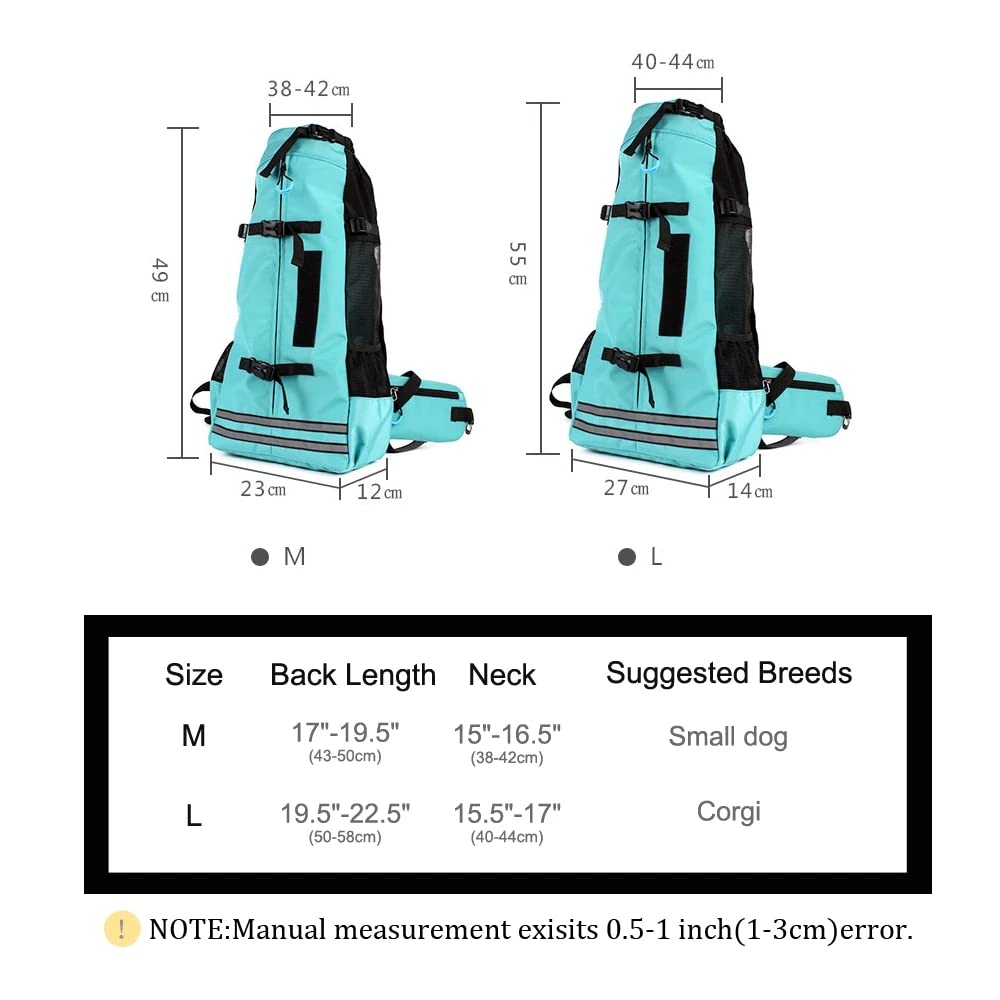 38-42cm
40-44cm
49
cm
55
cm
23cm
12cm
27cm
14cm
M
L
Size Back Length Neck Suggested Breeds
M 17"-19.5" 15"-16.5" Small dog
(43-50cm) (38-42cm)
L 19.5"-22.5" 15.5"-17" Corgi
(50-58cm) (40-44cm)
! NOTE:Manual measurement exisits 0.5-1 inch(1-3cm)error.